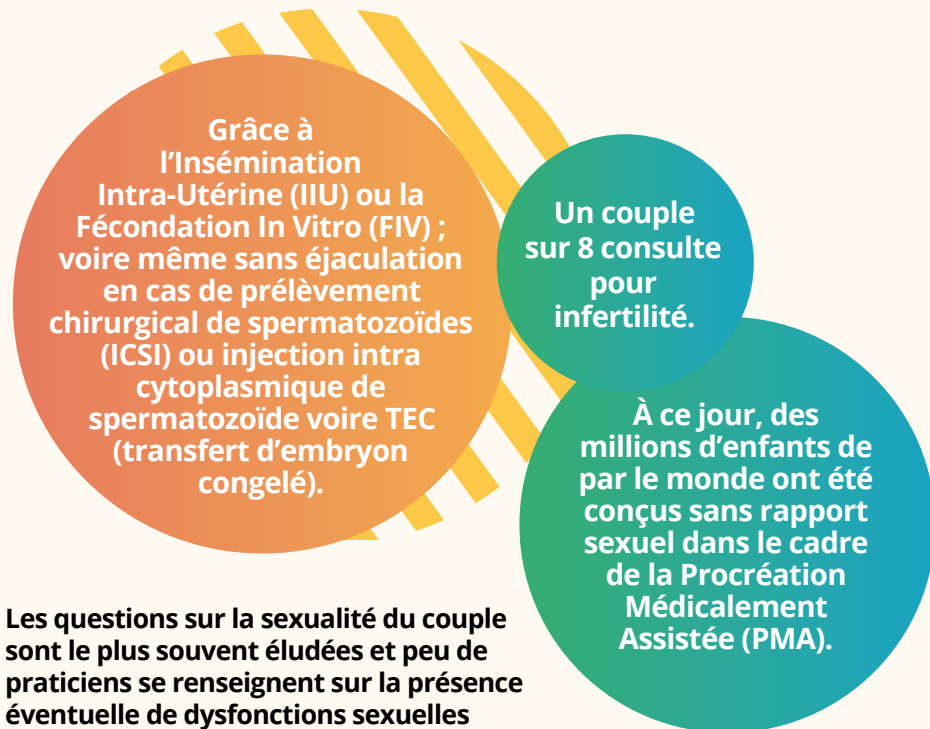 Grâce à
l'Insémination
Intra-Utérine (IIU) ou la
Fécondation In Vitro (FIV) ;
voire même sans éjaculation
en cas de prélèvement
chirurgical de spermatozoïdes
(ICSI) ou injection intra
cytoplasmique de
spermatozoïde voire TEC
(transfert d'embryon
congelé).
Un couple
sur 8 consulte
pour
infertilité.
À ce jour, des
millions d'enfants de
par le monde ont été
conçus sans rapport
sexuel dans le cadre
de la Procréation
Médicalement
Assistée (PMA).
Les questions sur la sexualité du couple
sont le plus souvent éludées et peu de
praticiens se renseignent sur la présence
éventuelle de dysfonctions sexuelles